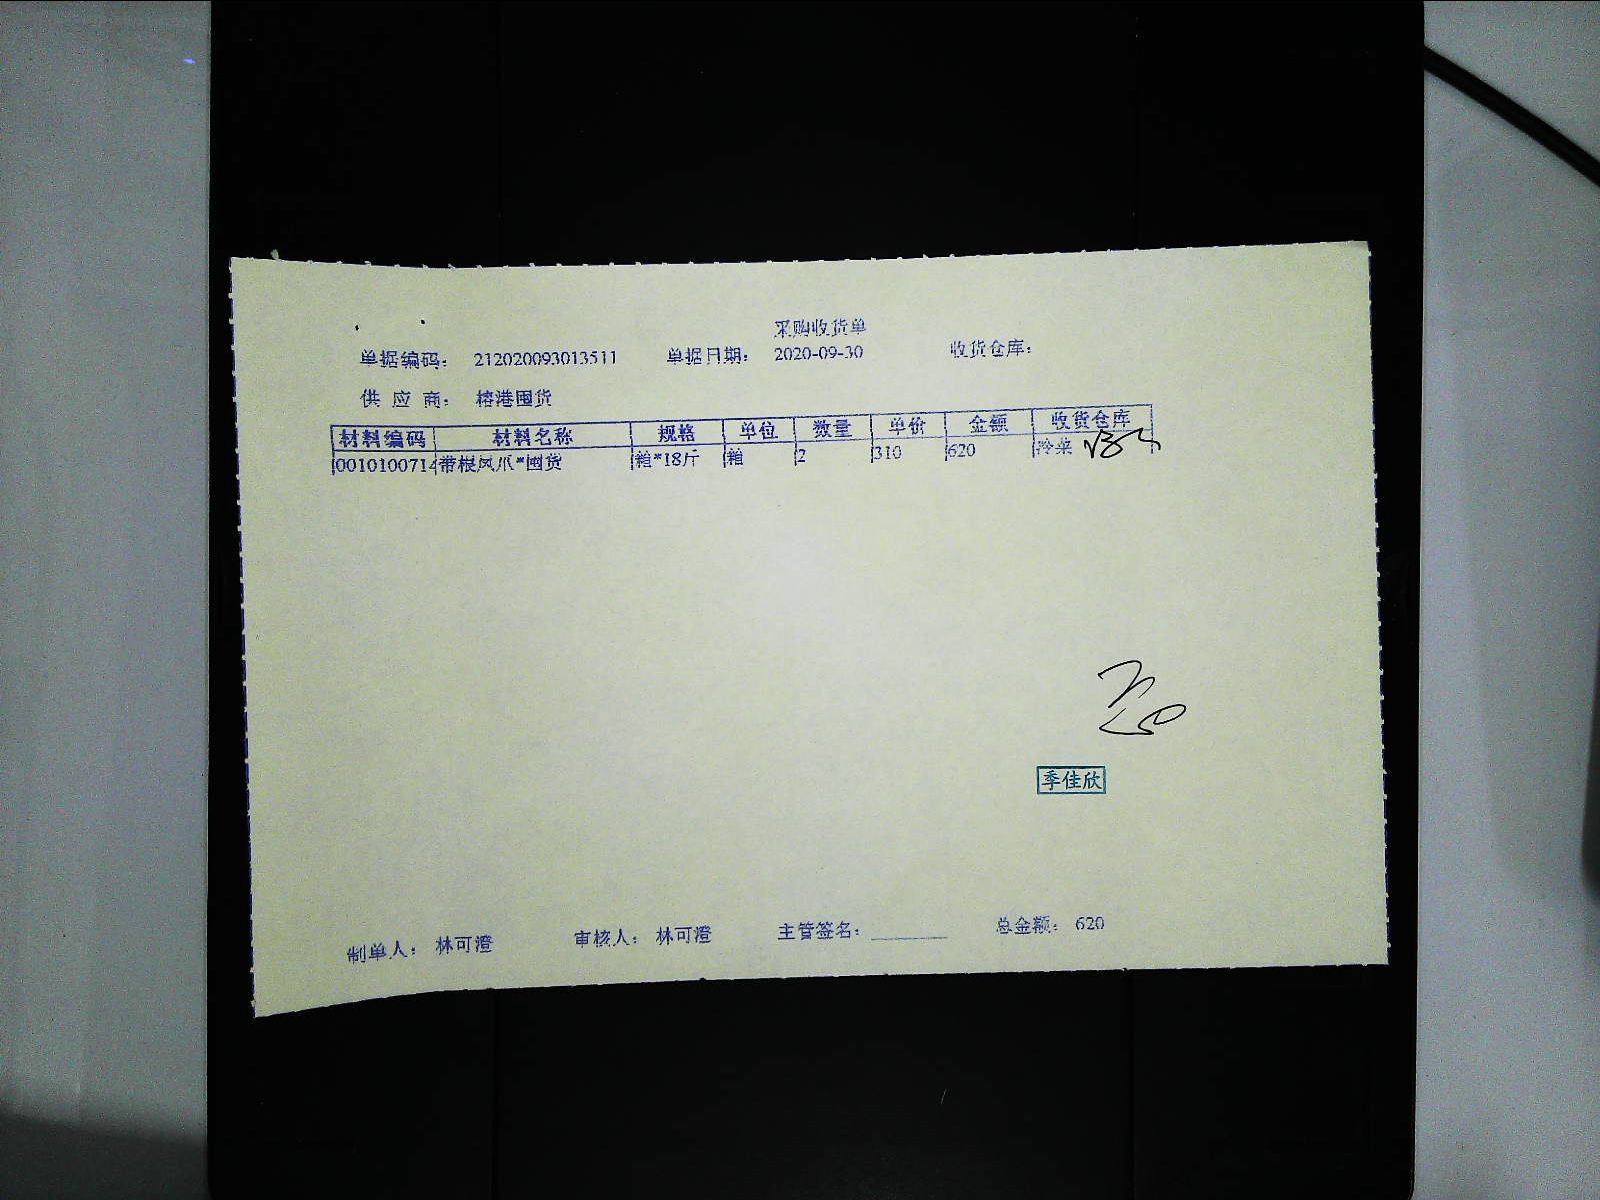 采购收货单
单据编码： 212020093013511 单据日期： 2020-09-30 收货仓库：
供应商： 榕港囤货
材料编码 材料名称 规格 单位 数量 单价 金额 收货仓库
0010100714 带根凤爪*囤货 箱*18斤 箱 2 310 620 冷菜
季佳欣
制单人： 林可澄 审核人： 林可澄 主管签名： 总金额： 620